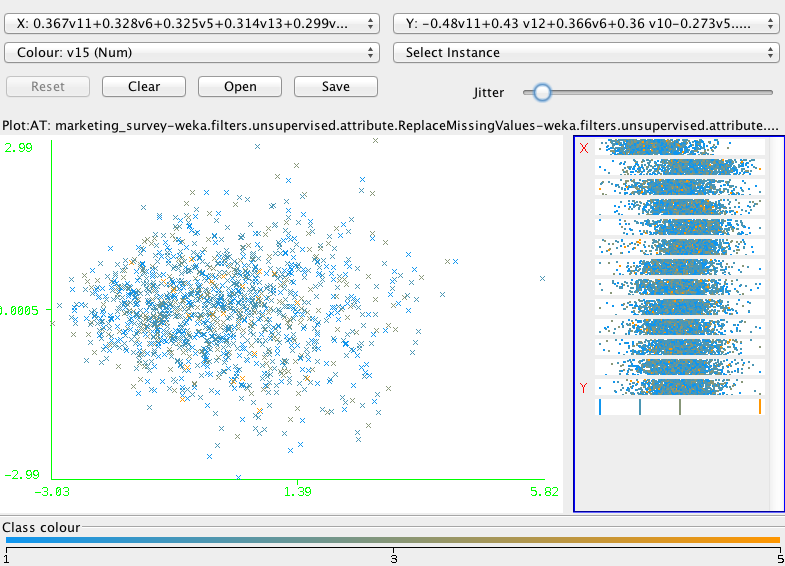 X: 0.367v11+0.328v6+0.325v5+0.314v13+0.299v... Y: -0.48v11+0.43 v12+0.366v6+0.36 v10-0.273v5.....
Colour: v15 (Num) Select Instance
Reset Clear Open Save Jitter
Plot:AT: marketing_survey-weka.filters.unsupervised.attribute.ReplaceMissingValues-weka.filters.unsupervised.attribute....
2.99
X
0.0005
Y
-2.99
-3.03 1.39 5.82
Class colour
1 3 5